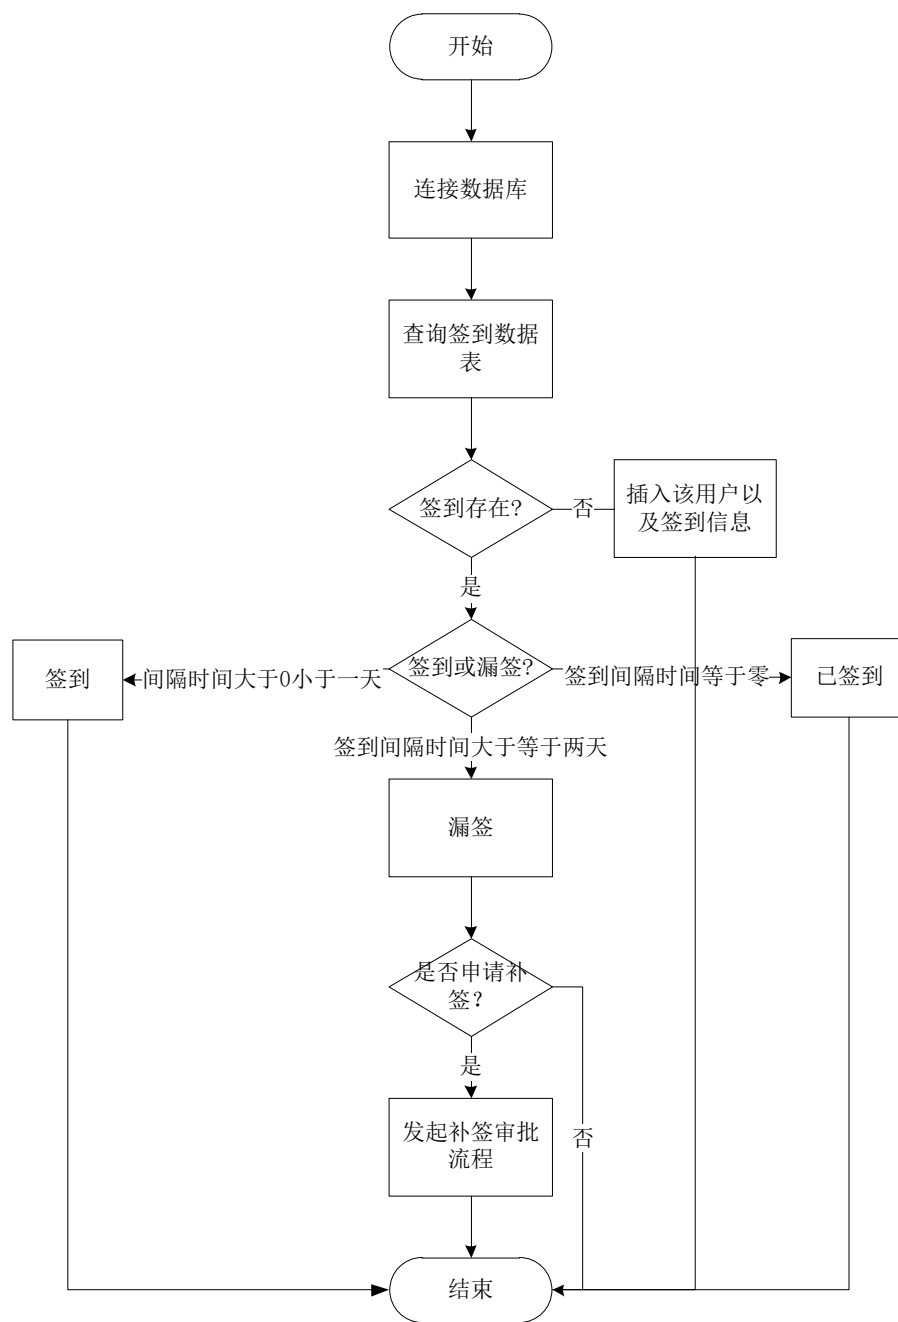 开始
连接数据库
查询签到数据
表
签到存在?
否
插入该用户以
及签到信息
是
签到
间隔时间大于0小于一天
签到或漏签?
签到间隔时间等于零
已签到
签到间隔时间大于等于两天
漏签
是否申请补
签？
是
发起补签审批
流程
否
结束